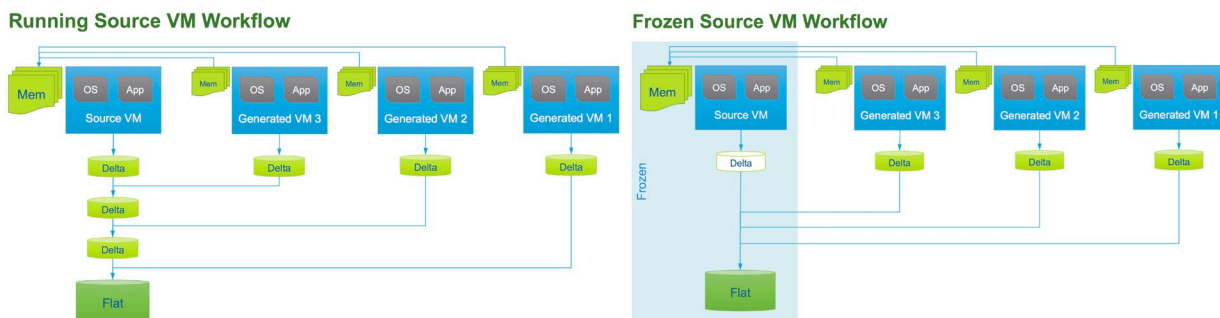 Running Source VM Workflow
Mem
OS
App
Source VM
Mem
OS
App
Generated VM 3
Mem
OS
App
Generated VM 2
Mem
OS
App
Generated VM 1
Delta
Delta
Delta
Delta
Delta
Delta
Flat
Frozen Source VM Workflow
Mem
OS
App
Source VM
Mem
OS
App
Generated VM 3
Mem
OS
App
Generated VM 2
Mem
OS
App
Generated VM 1
Delta
Delta
Delta
Delta
Frozen
Flat